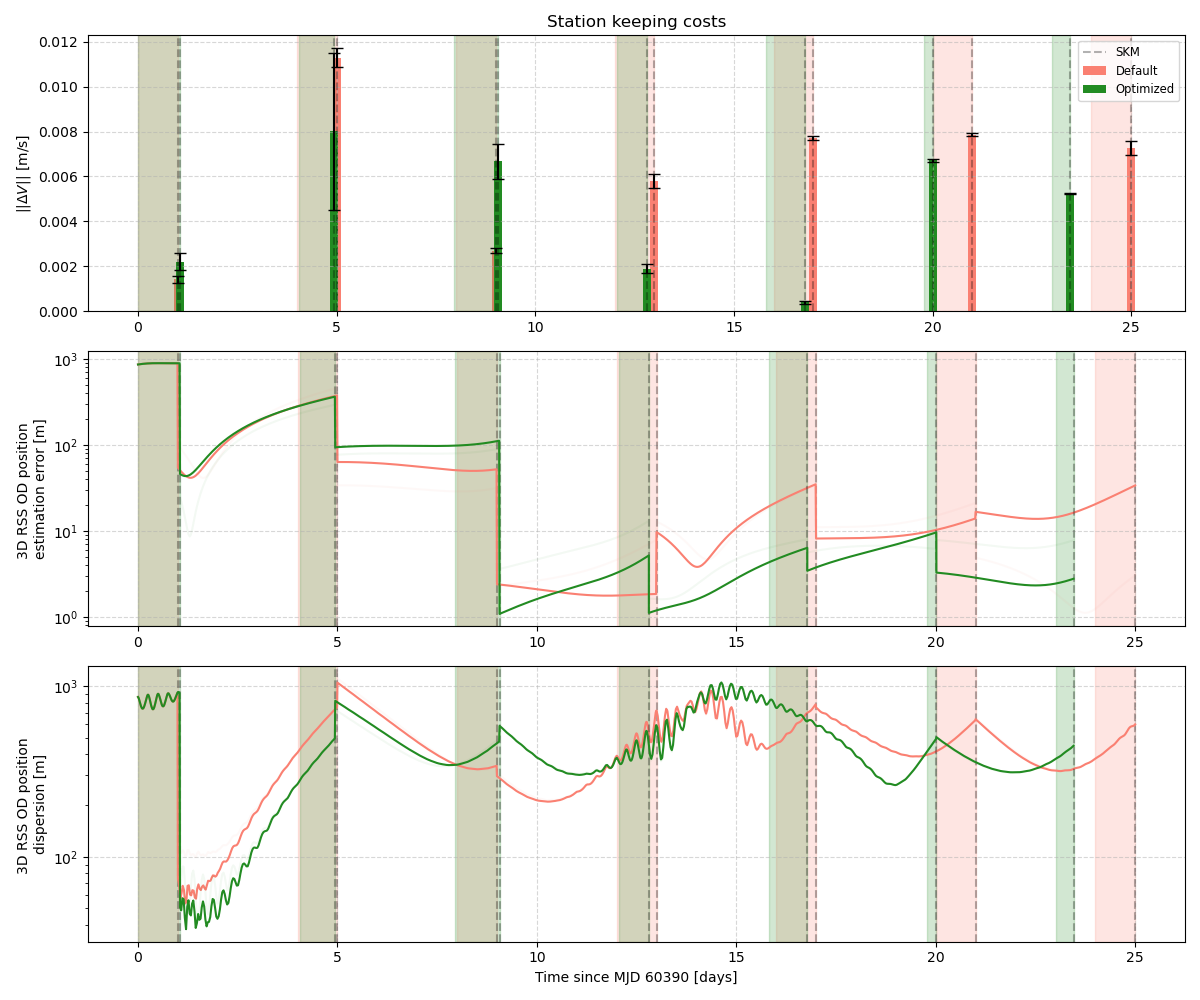 Station keeping costs
||ΔV|| [m/s]
0.012
0.010
0.008
0.006
0.004
0.002
0.000
SKM
Default
Optimized
0 5 10 15 20 25
3D RSS OD position
estimation error [m]
10³
10²
10¹
10⁰
0 5 10 15 20 25
3D RSS OD position
dispersion [m]
10³
10²
0 5 10 15 20 25
Time since MJD 60390 [days]